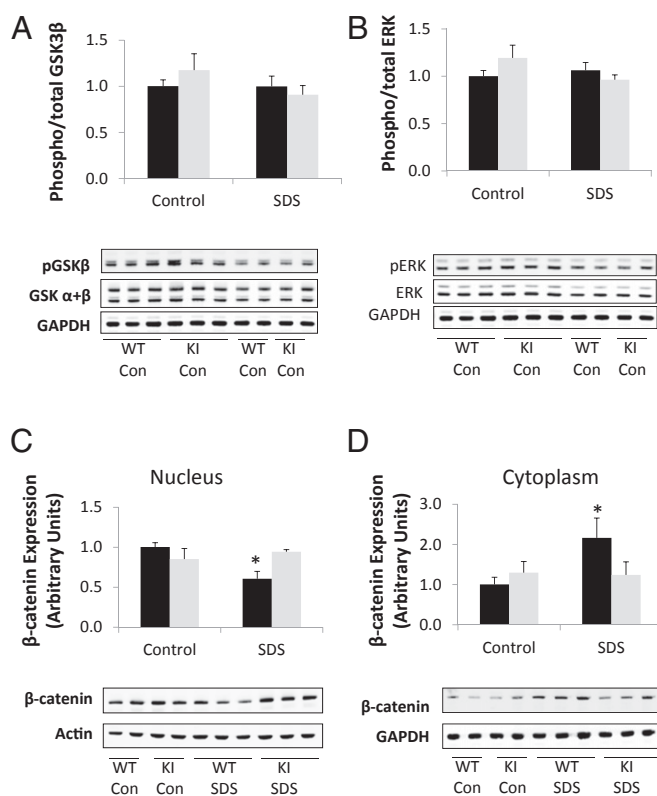 A
Phospho/total GSK3β
1.5
1.0
0.5
0.0
Control SDS
pGSKβ
GSK α+β
GAPDH
WT KI WT KI
Con Con Con Con
B
Phospho/total ERK
1.5
1.0
0.5
0.0
Control SDS
pERK
ERK
GAPDH
WT KI WT KI
Con Con Con Con
C
Nucleus
β-catenin Expression
(Arbitrary Units)
1.5
1.0
0.5
0.0
*
Control SDS
β-catenin
Actin
WT KI WT KI
Con Con SDS SDS
D
Cytoplasm
β-catenin Expression
(Arbitrary Units)
3.0
2.0
1.0
0.0
*
Control SDS
β-catenin
GAPDH
WT KI WT KI
Con Con SDS SDS